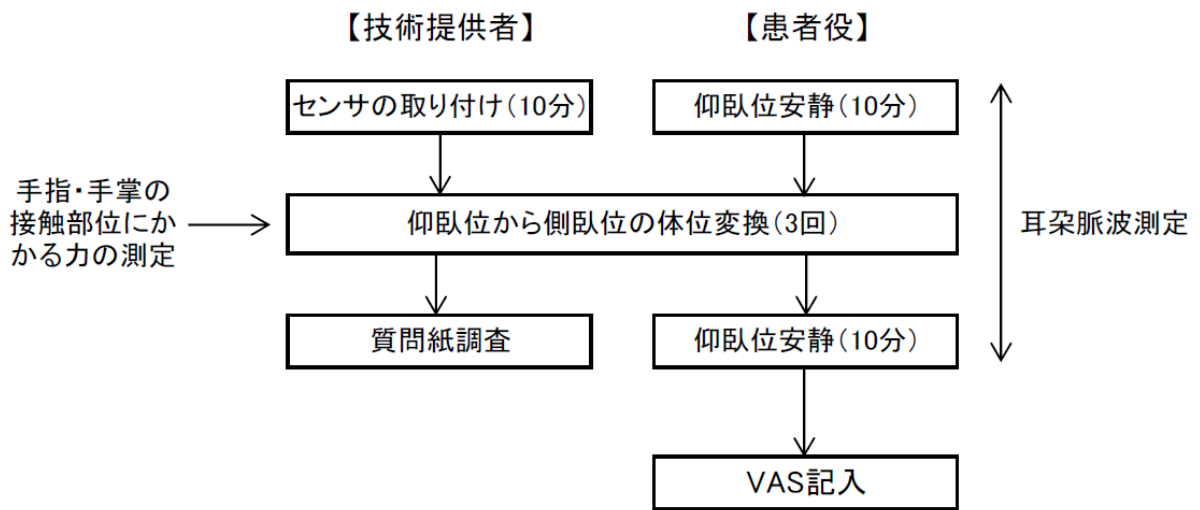 【技術提供者】
【患者役】
センサの取り付け(10分)
仰臥位安静(10分)
手指・手掌の
接触部位にか
かる力の測定
仰臥位から側臥位の体位変換(3回)
耳朶脈波測定
質問紙調査
仰臥位安静(10分)
VAS記入